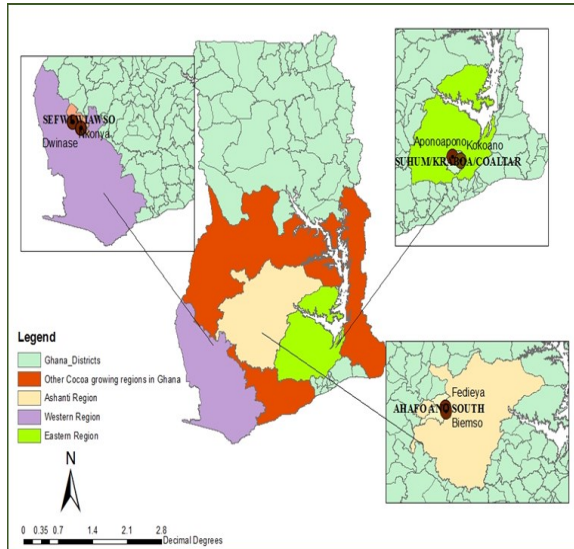 SEFWI WIAWSO
Akonya
Dwinase
Aponoapono
Kokoano
SUHUM/KRABOA/COALTAR
Legend
Ghana_Districts
Other Cocoa growing regions in Ghana
Ashanti Region
Western Region
Eastern Region
Fedieya
AHAFO ANO SOUTH
Biemso
N
0 0.35 0.7 1.4 2.1 2.8
Decimal Degrees